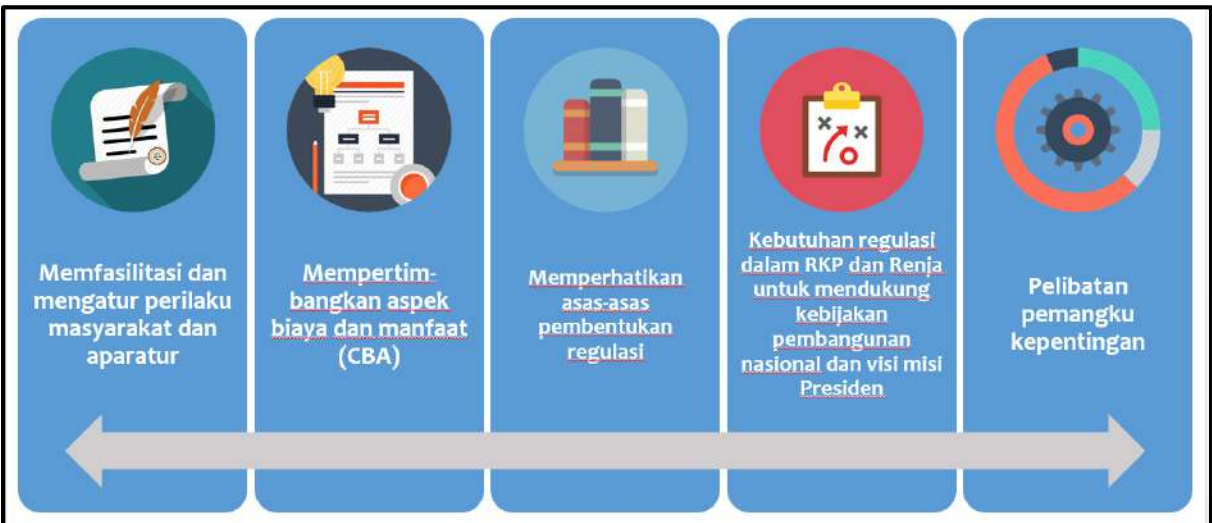 Memfasilitasi dan
mengatur perilaku
masyarakat dan
aparatur
Mempertim-
bangkan aspek
biaya dan manfaat
(CBA)
Memperhatikan
asas-asas
pembentukan
regulasi
Kebutuhan regulasi
dalam RKP dan Renja
untuk mendukung
kebijakan
pembangunan
nasional dan visi misi
Presiden
Pelibatan
pemangku
kepentingan